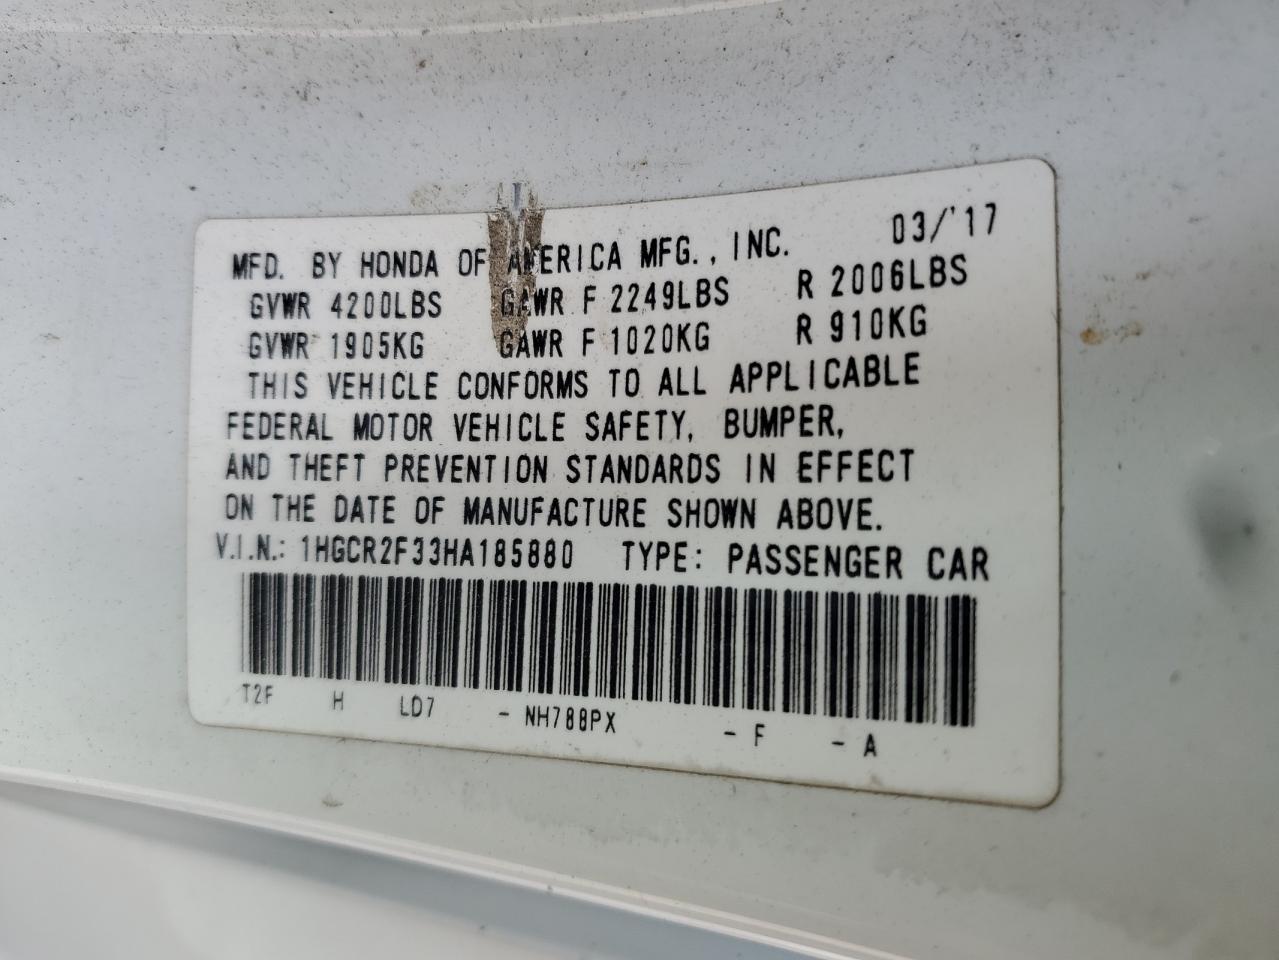 MFD. BY HONDA OF AMERICA MFG., INC. 03/'17
GVWR 4200LBS GAWR F 2249LBS R 2006LBS
GVWR 1905KG GAWR F 1020KG R 910KG
THIS VEHICLE CONFORMS TO ALL APPLICABLE
FEDERAL MOTOR VEHICLE SAFETY, BUMPER,
AND THEFT PREVENTION STANDARDS IN EFFECT
ON THE DATE OF MANUFACTURE SHOWN ABOVE.
V.I.N.: 1HGCR2F33HA185880 TYPE: PASSENGER CAR
T2F H LD7 - NH788PX - F - A